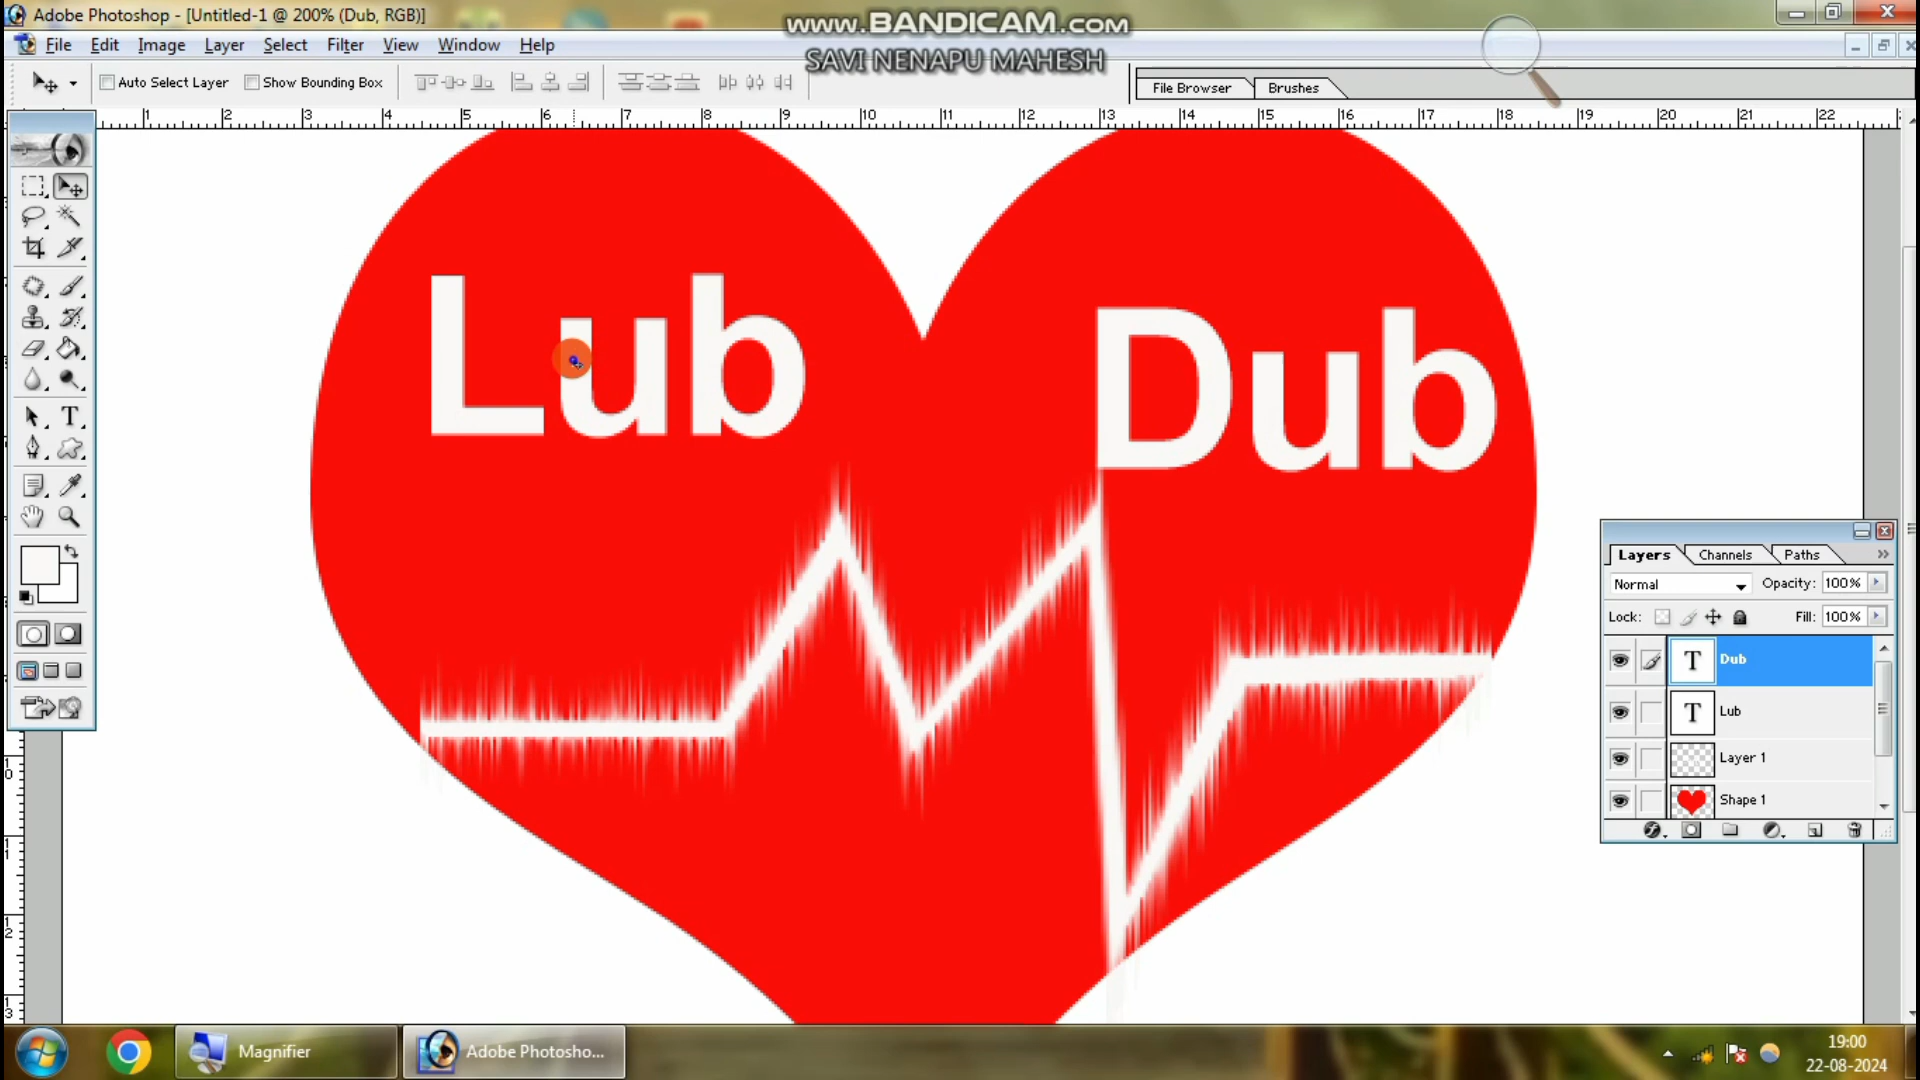 Adobe Photoshop - [Untitled-1 @ 200% (Dub, RGB)]
www.BANDICAM.com
File Edit Image Layer Select Filter View Window Help
SAVI NENAPU MAHESH
Auto Select Layer Show Bounding Box
File Browser Brushes
1 2 3 4 5 6 7 8 9 10 11 12 13 14 15 16 17 18 19 20 21 22
Lub
Dub
Layers Channels Paths
Normal Opacity: 100%
Lock: Fill: 100%
T Dub
T Lub
Layer 1
Shape 1
10
11
12
13
Magnifier
Adobe Photosho...
19:00
22-08-2024